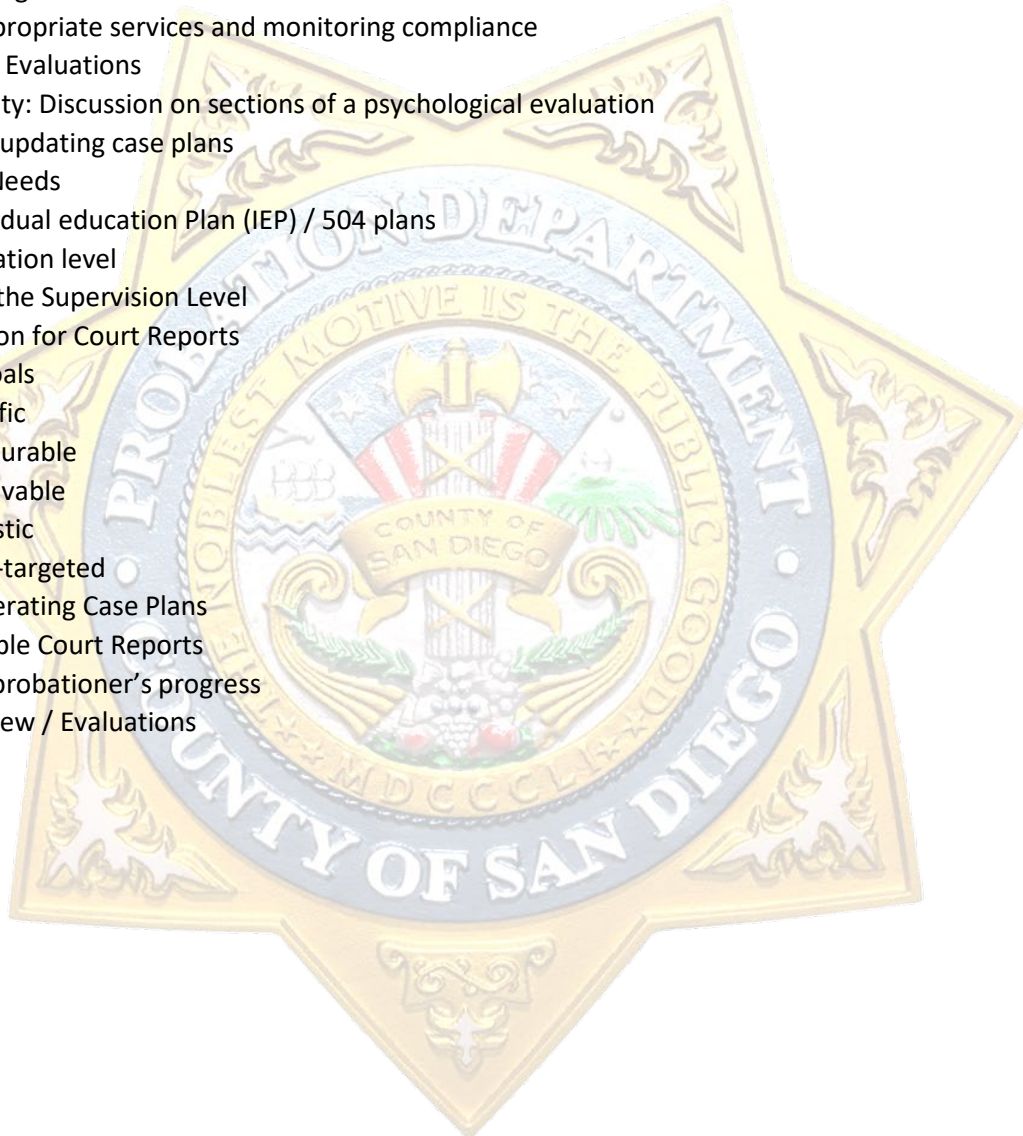 propriate services and monitoring compliance
Evaluations
ty: Discussion on sections of a psychological evaluation
updating case plans
Needs
dual education Plan (IEP) / 504 plans
ation level
the Supervision Level
on for Court Reports
als
fic
urable
vable
stic
-targeted
erating Case Plans
ple Court Reports
probationer’s progress
ew / Evaluations
PROBATION DEPARTMENT
THE NOBLEST MOTIVE IS THE PUBLIC GOOD
COUNTY OF
SAN DIEGO
MDCCCLI
COUNTY OF SAN DIEGO